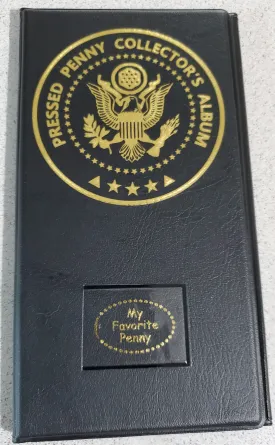 PRESSED PENNY COLLECTOR'S ALBUM
My
Favorite
Penny